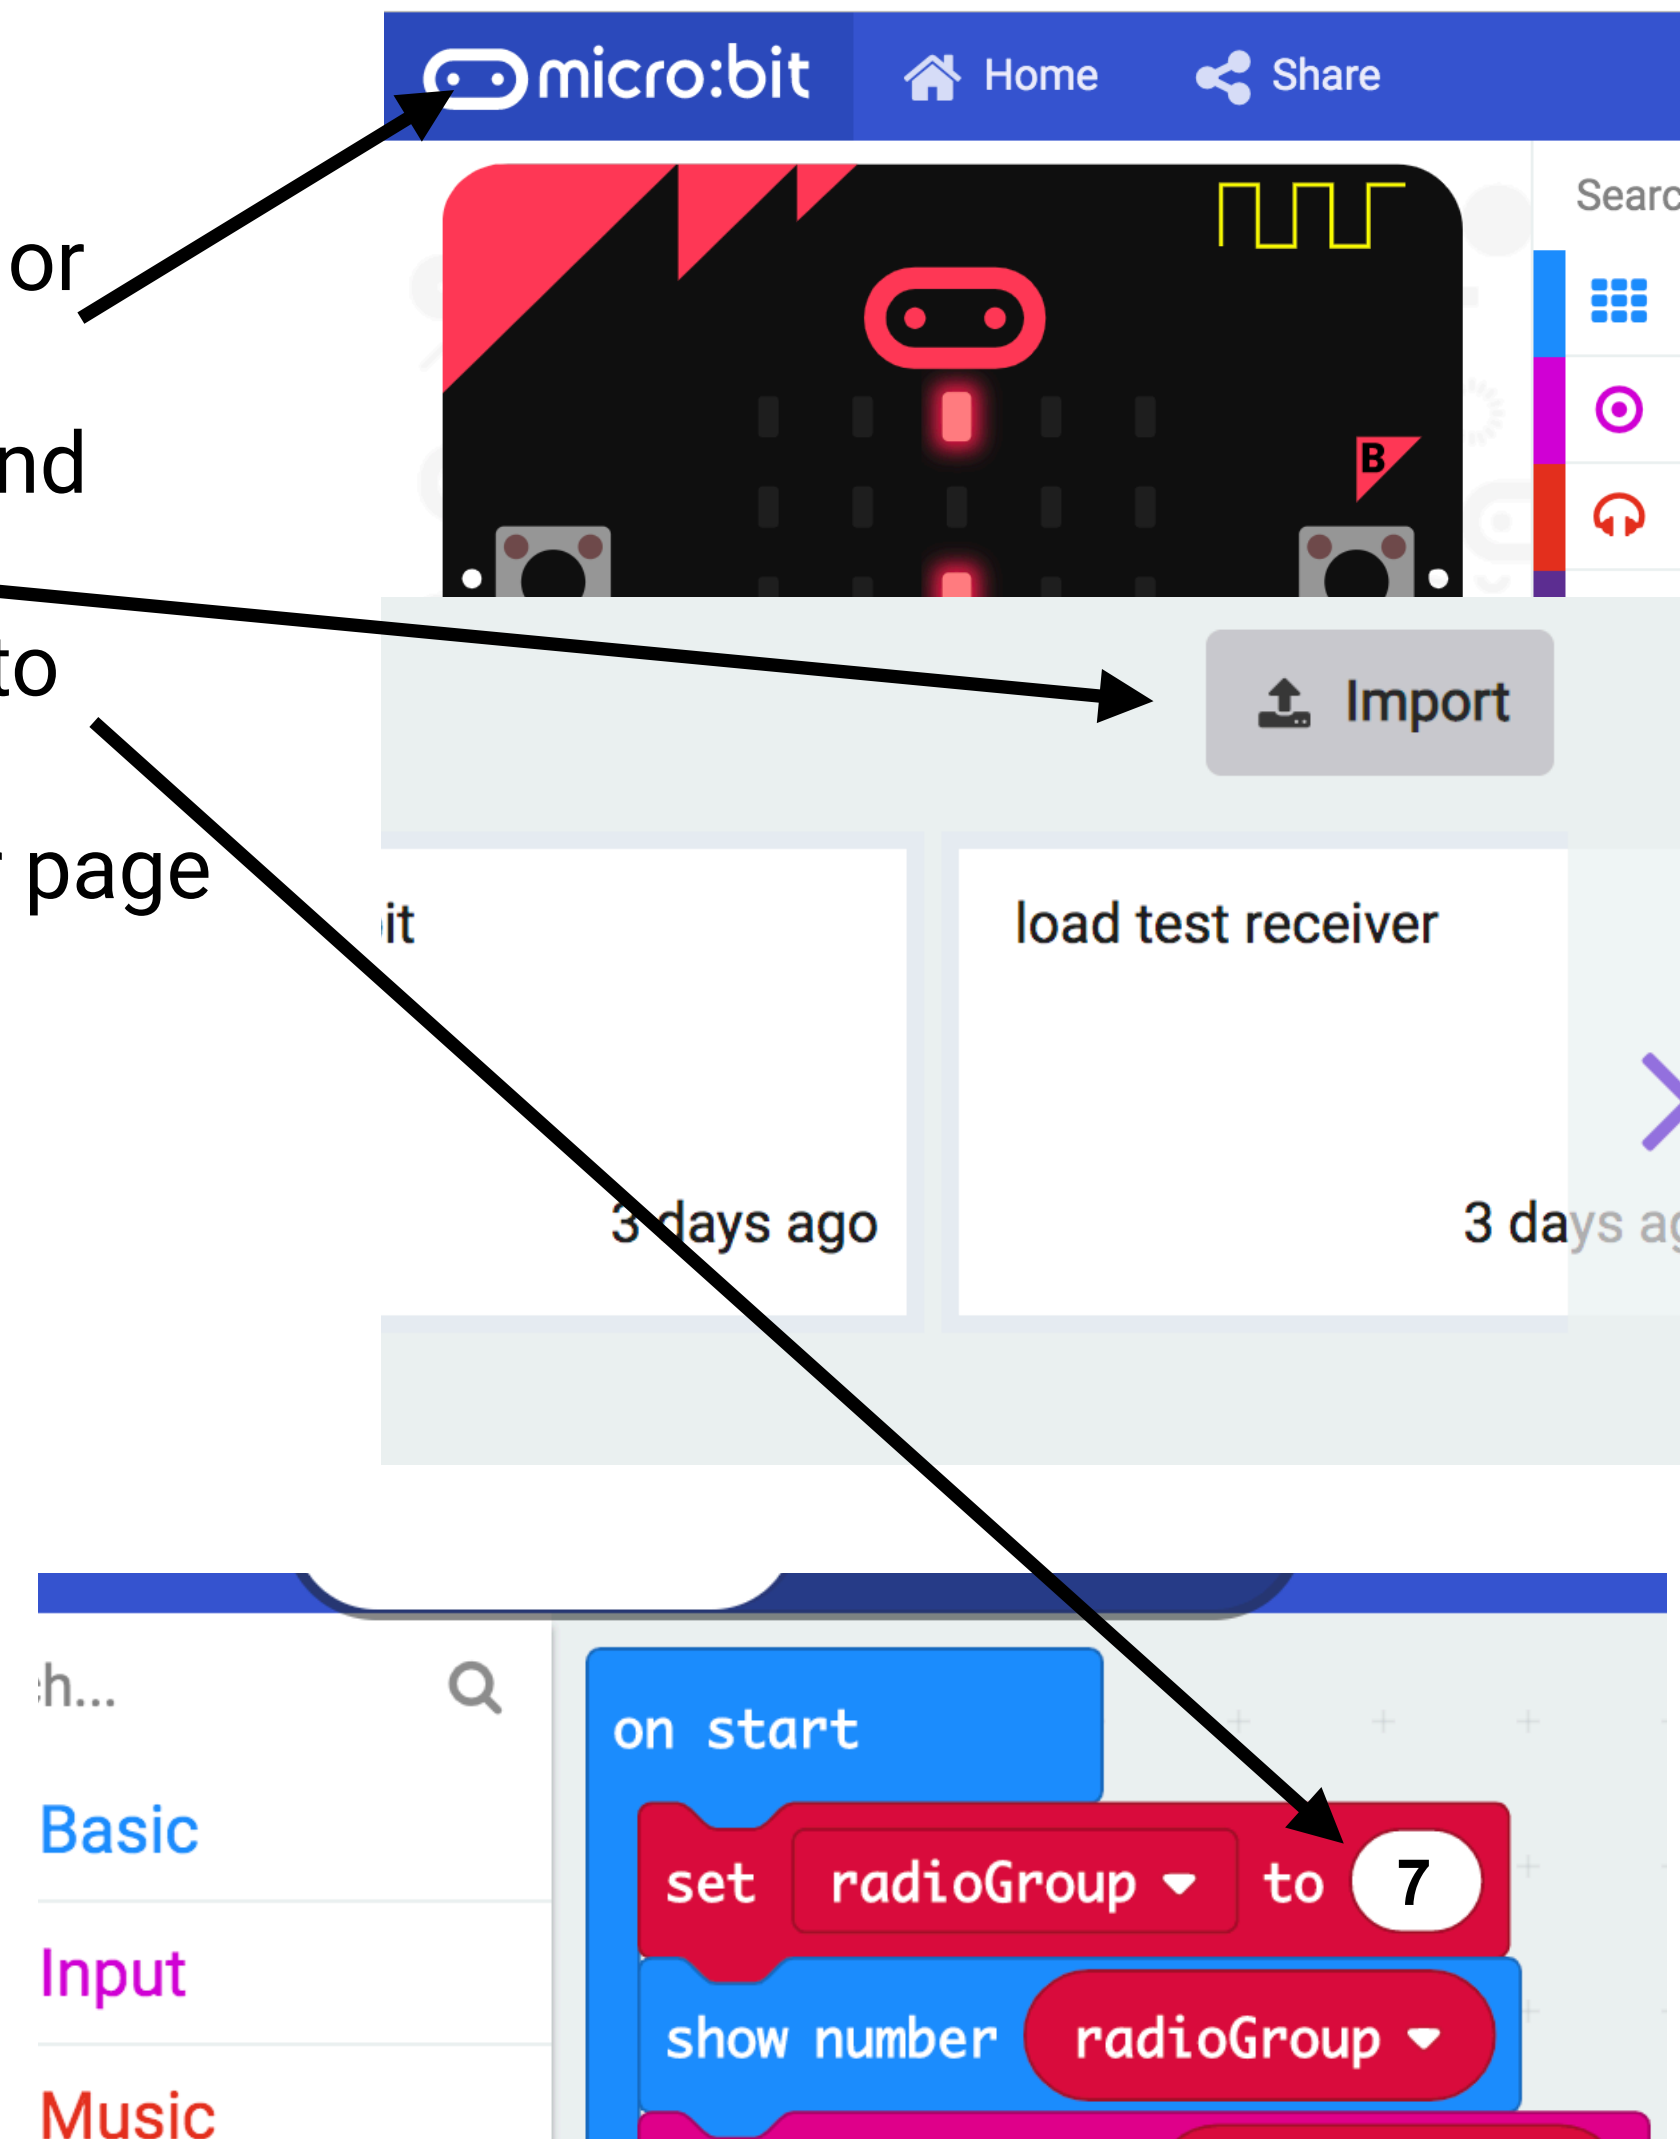 micro:bit Home Share
Searc
or
B
nd
to
Import
page
it
load test receiver
3 days ago
3 days ag
h...
on start
Basic
set radioGroup to 7
Input
show number radioGroup
Music